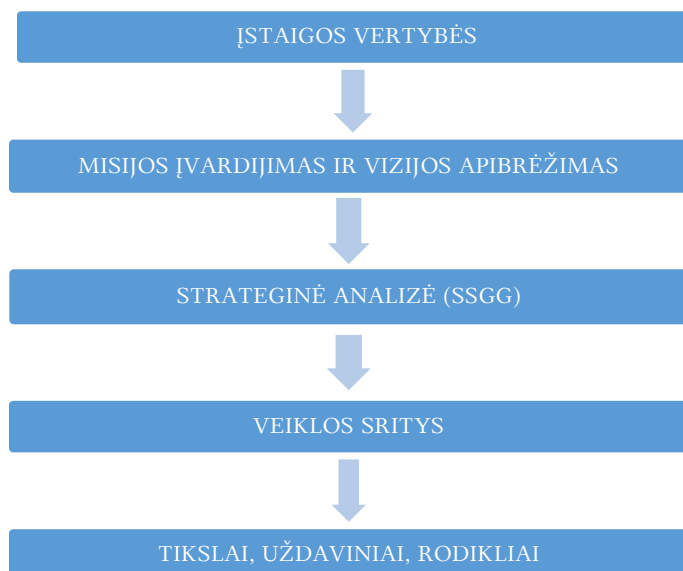 ĮSTAIGOS VERTYBĖS
MISIJOS ĮVARDIJIMAS IR VIZIJOS APIBRĖŽIMAS
STRATEGINĖ ANALIZĖ (SSGG)
VEIKLOS SRITYS
TIKSLAI, UŽDAVINIAI, RODIKLIAI